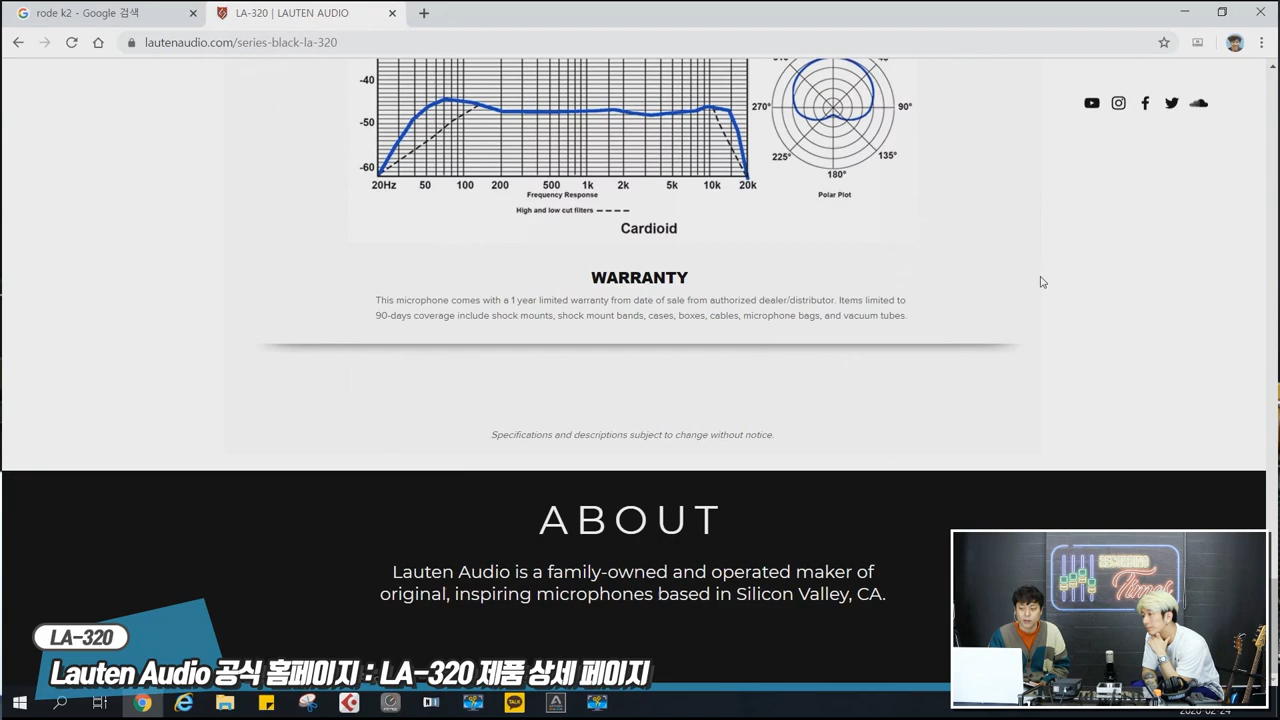 rode k2 - Google 검색
LA-320 | LAUTEN AUDIO
lautenaudio.com/series-black-la-320
-40
-50
-60
20Hz 50 100 200 500 1k 2k 5k 10k 20k
Frequency Response
High and low cut filters
270° 90°
225° 135°
180°
Polar Plot
Cardioid
WARRANTY
This microphone comes with a 1 year limited warranty from date of sale from authorized dealer/distributor. Items limited to
90-days coverage include shock mounts, shock mount bands, cases, boxes, cables, microphone bags, and vacuum tubes.
Specifications and descriptions subject to change without notice.
ABOUT
Lauten Audio is a family-owned and operated maker of
original, inspiring microphones based in Silicon Valley, CA.
RECORDING
Times
LA-320
Lauten Audio 공식 홈페이지 : LA-320 제품 상세 페이지
TALK
2020-02-24